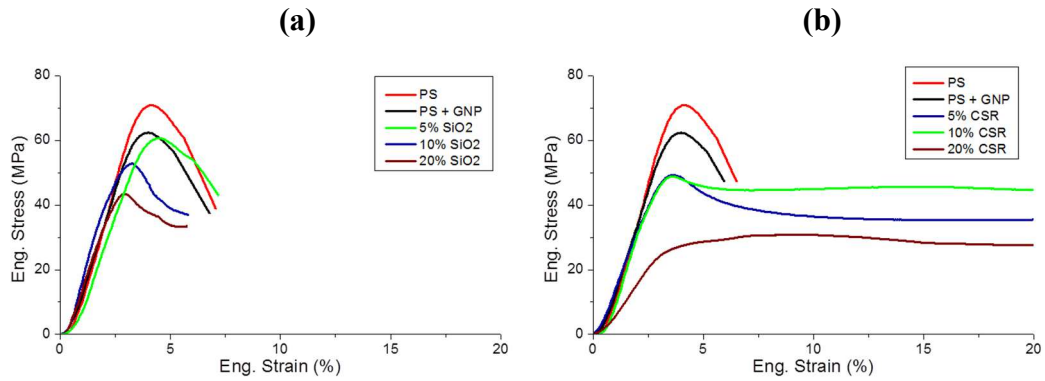 (a)
80
60
40
20
0
0
5
10
15
20
Eng. Stress (MPa)
Eng. Strain (%)
PS
PS + GNP
5% SiO2
10% SiO2
20% SiO2
(b)
80
60
40
20
0
0
5
10
15
20
Eng. Stress (MPa)
Eng. Strain (%)
PS
PS + GNP
5% CSR
10% CSR
20% CSR